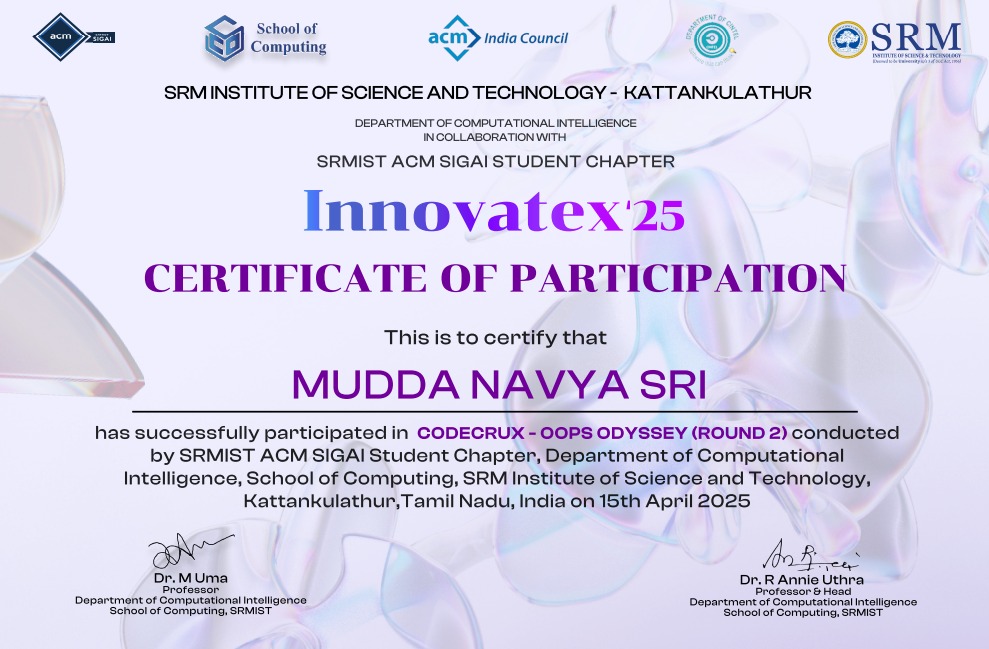 acm
SIGAI
School of
Computing
acm India Council
DEPARTMENT OF CINTEL
SRM
INSTITUTE OF SCIENCE & TECHNOLOGY
(Deemed to be University u/s 3 of UGC Act, 1956)
SRM INSTITUTE OF SCIENCE AND TECHNOLOGY - KATTANKULATHUR
DEPARTMENT OF COMPUTATIONAL INTELLIGENCE
IN COLLABORATION WITH
SRMIST ACM SIGAI STUDENT CHAPTER
Innovatex'25
CERTIFICATE OF PARTICIPATION
This is to certify that
MUDDA NAVYA SRI
has successfully participated in CODECRUX - OOPS ODYSSEY (ROUND 2) conducted
by SRMIST ACM SIGAI Student Chapter, Department of Computational
Intelligence, School of Computing, SRM Institute of Science and Technology,
Kattankulathur,Tamil Nadu, India on 15th April 2025
Dr. M Uma
Professor
Department of Computational Intelligence
School of Computing, SRMIST
Dr. R Annie Uthra
Professor & Head
Department of Computational Intelligence
School of Computing, SRMIST